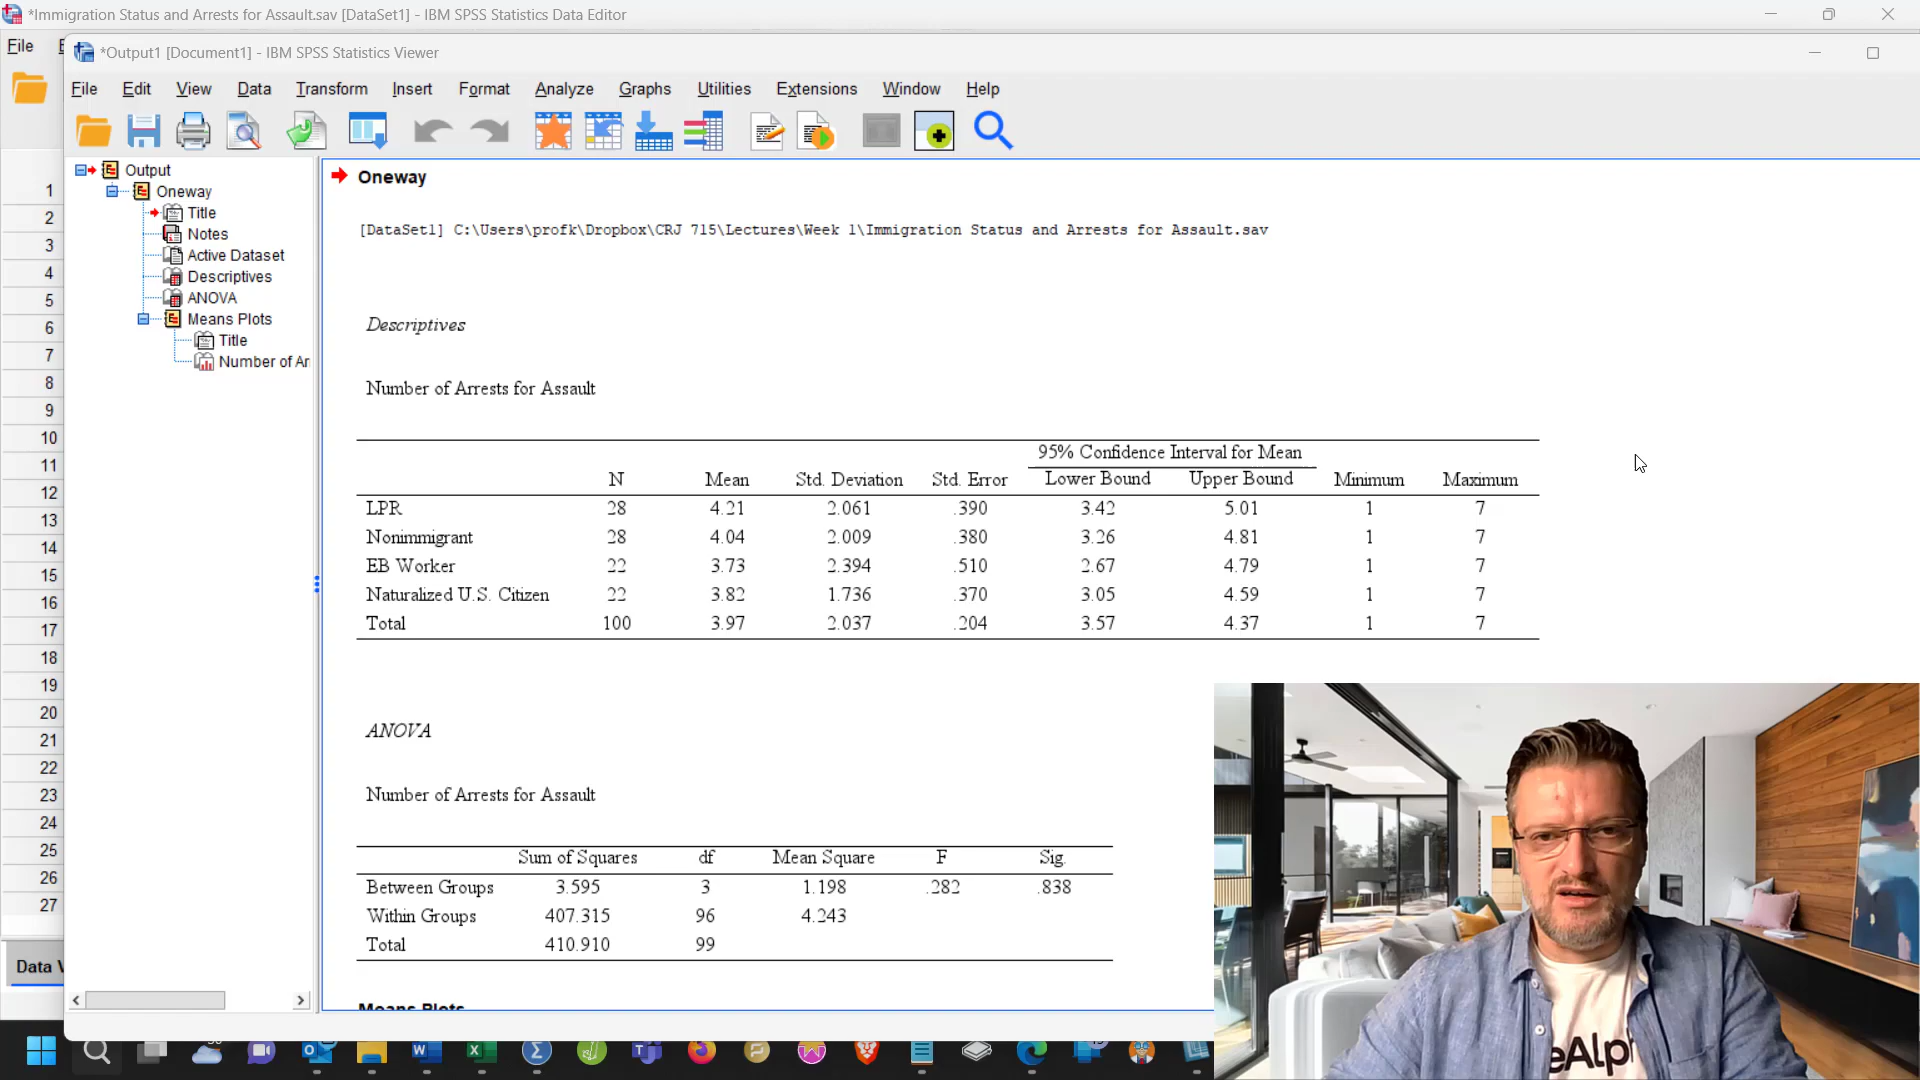 *Immigration Status and Arrests for Assault.sav [DataSet1] - IBM SPSS Statistics Data Editor
File
*Output1 [Document1] - IBM SPSS Statistics Viewer
File Edit View Data Transform Insert Format Analyze Graphs Utilities Extensions Window Help
Output
Oneway
Title
Notes
Active Dataset
Descriptives
ANOVA
Means Plots
Title
Number of Ar
1
2
3
4
5
6
7
8
9
10
11
12
13
14
15
16
17
18
19
20
21
22
23
24
25
26
27
Data V
Oneway
[DataSet1] C:\Users\profk\Dropbox\CRJ 715\Lectures\Week 1\Immigration Status and Arrests for Assault.sav
Descriptives
Number of Arrests for Assault
95% Confidence Interval for Mean
N Mean Std. Deviation Std. Error Lower Bound Upper Bound Minimum Maximum
LPR 28 4.21 2.061 .390 3.42 5.01 1 7
Nonimmigrant 28 4.04 2.009 .380 3.26 4.81 1 7
EB Worker 22 3.73 2.394 .510 2.67 4.79 1 7
Naturalized U.S. Citizen 22 3.82 1.736 .370 3.05 4.59 1 7
Total 100 3.97 2.037 .204 3.57 4.37 1 7
ANOVA
Number of Arrests for Assault
Sum of Squares df Mean Square F Sig.
Between Groups 3.595 3 1.198 .282 .838
Within Groups 407.315 96 4.243
Total 410.910 99
Means Plots
eAlp